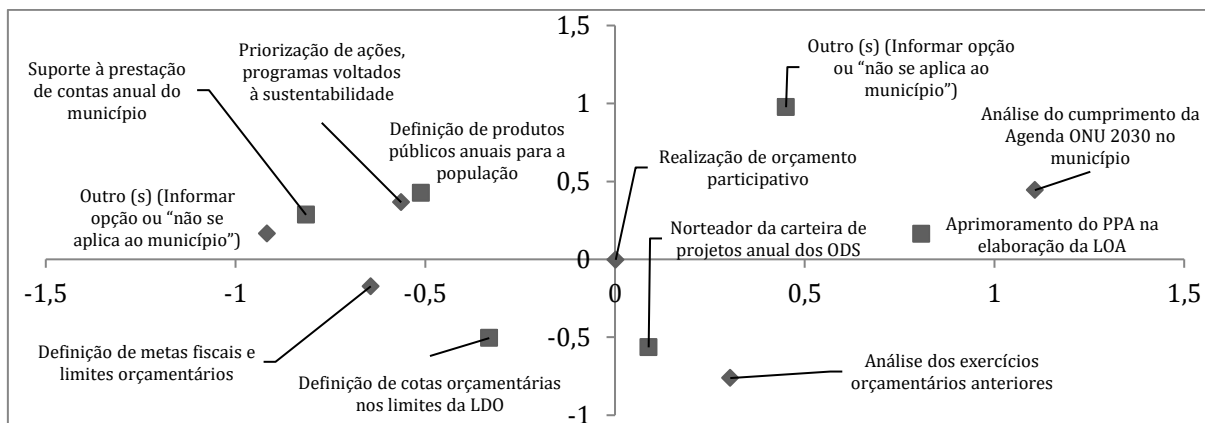 1,5
Priorização de ações,
programas voltados
à sustentabilidade
Suporte à prestação
de contas anual do
município
Definição de produtos
públicos anuais para a
população
Outro (s) (Informar
opção ou “não se
aplica ao município”)
Outro (s) (Informar opção
ou “não se aplica ao
município”)
1
Análise do cumprimento da
Agenda ONU 2030 no
município
Realização de orçamento
participativo
0,5
Norteador da carteira de
projetos anual dos ODS
Aprimoramento do PPA na
elaboração da LOA
0
-1,5
-1
-0,5
0
0,5
1
1,5
Definição de metas fiscais e
limites orçamentários
Definição de cotas orçamentárias
nos limites da LDO
-0,5
Análise dos exercícios
orçamentários anteriores
-1